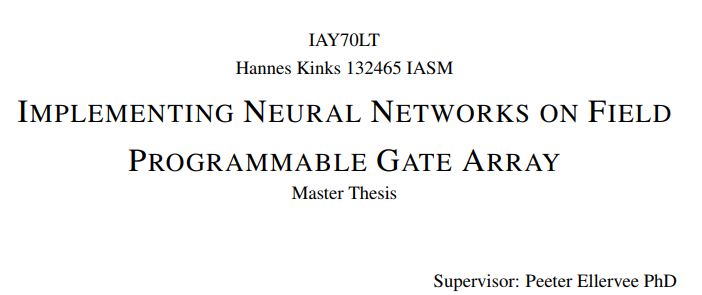 IAY70LT
Hannes Kinks 132465 IASM
IMPLEMENTING NEURAL NETWORKS ON FIELD
PROGRAMMABLE GATE ARRAY
Master Thesis
Supervisor: Peeter Ellervee PhD